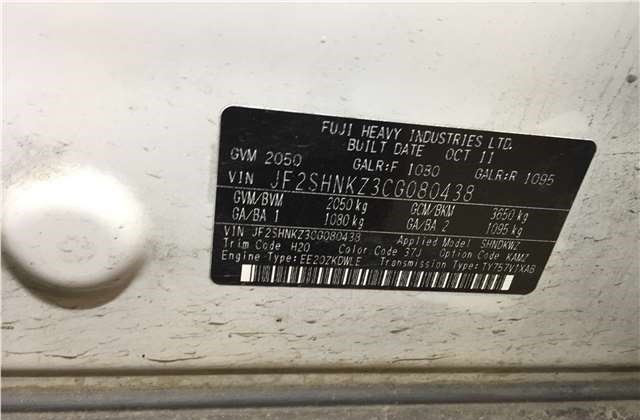 FUJI HEAVY INDUSTRIES LTD.
BUILT DATE OCT 11
GVM 2050 GALR:F 1080 GALR:R 1095
VIN JF2SHNKZ3CG080438
GVM/BVM 2050 kg GCM/BKM 3650 kg
GA/BA 1 1080 kg GA/BA 2 1095 kg
VIN JF2SHNKZ3CG080438 Applied Model SHNDKWZ
Trim Code H20 Color Code 37J Option Code KAMZ
Engine Type: EE20ZKDWLE Transmission Type: TY757V1XAB